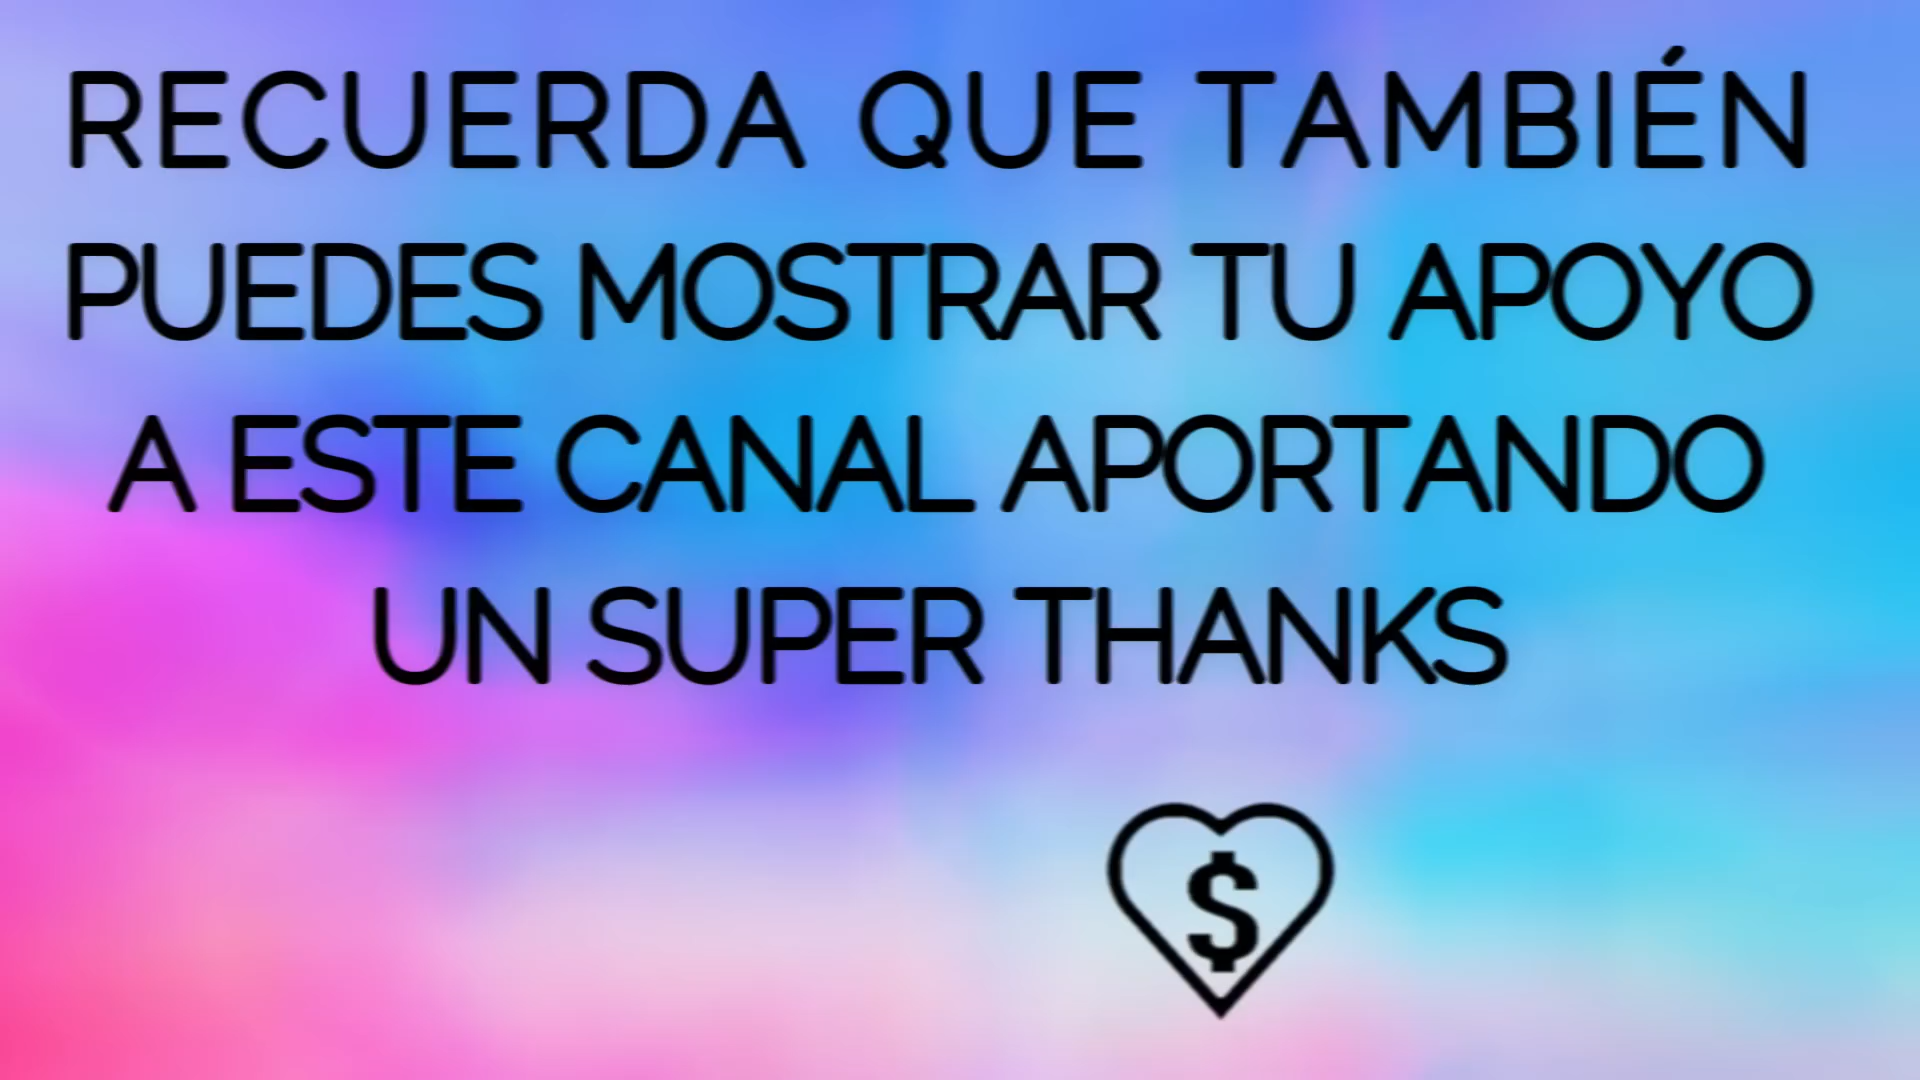 RECUERDA QUE TAMBIÉN
PUEDES MOSTRAR TU APOYO
A ESTE CANAL APORTANDO
UN SUPER THANKS
$